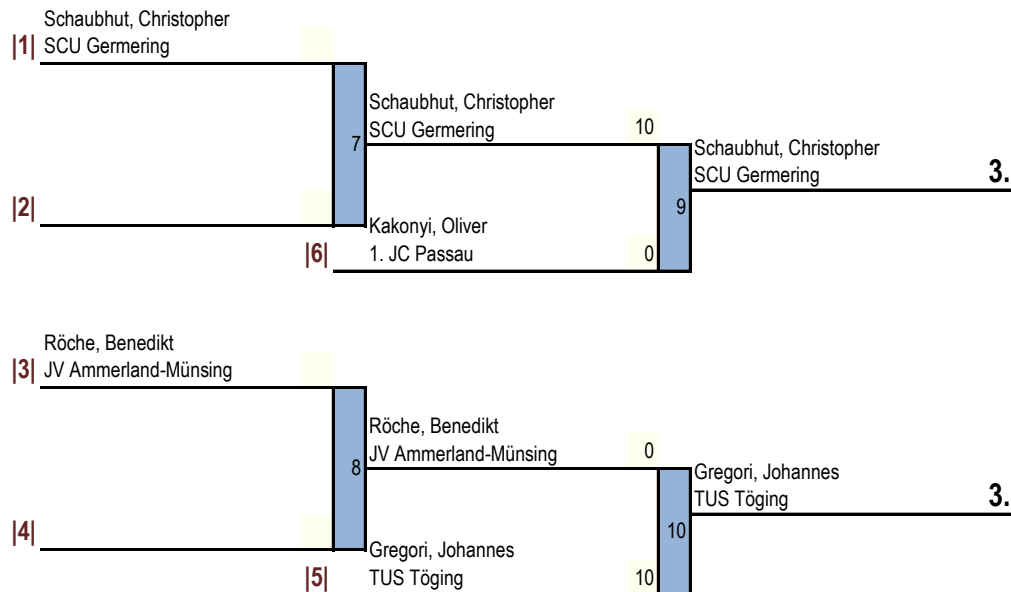 Schaubhut, Christopher
|1| SCU Germering
Schaubhut, Christopher
7 SCU Germering 10
Schaubhut, Christopher
SCU Germering 3.
|2|
9
Kakonyi, Oliver
|6| 1. JC Passau 0
Röche, Benedikt
|3| JV Ammerland-Münsing
Röche, Benedikt
8 JV Ammerland-Münsing 0
Gregori, Johannes
TUS Töging 3.
|4|
10
Gregori, Johannes
|5| TUS Töging 10